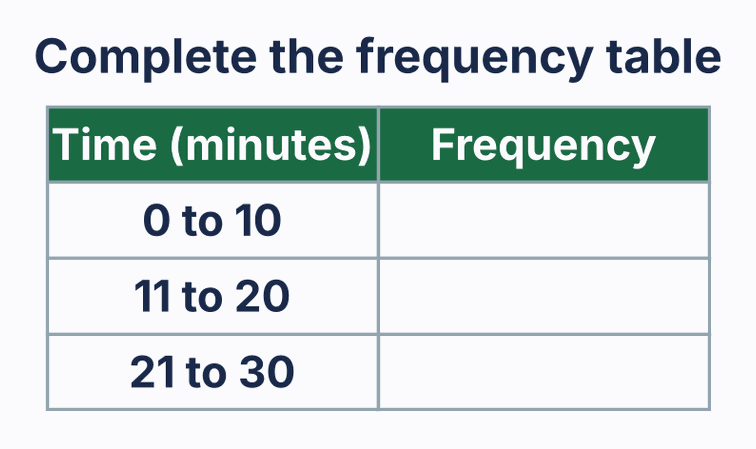 Complete the frequency table
Time (minutes) Frequency
0 to 10
11 to 20
21 to 30